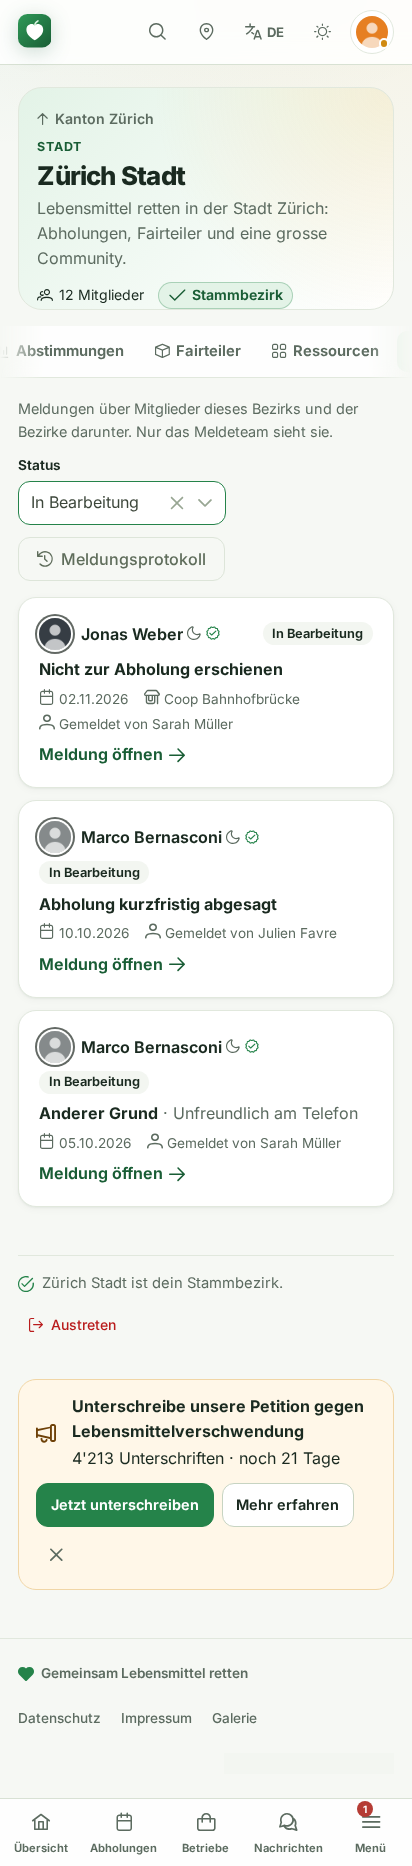 DE
Kanton Zürich
STADT
Zürich Stadt
Lebensmittel retten in der Stadt Zürich:
Abholungen, Fairteiler und eine grosse
Community.
12 Mitglieder Stammbezirk
Abstimmungen Fairteiler Ressourcen
Meldungen über Mitglieder dieses Bezirks und der
Bezirke darunter. Nur das Meldeteam sieht sie.
Status
In Bearbeitung
Meldungsprotokoll
Jonas Weber In Bearbeitung
Nicht zur Abholung erschienen
02.11.2026 Coop Bahnhofbrücke
Gemeldet von Sarah Müller
Meldung öffnen
Marco Bernasconi
In Bearbeitung
Abholung kurzfristig abgesagt
10.10.2026 Gemeldet von Julien Favre
Meldung öffnen
Marco Bernasconi
In Bearbeitung
Anderer Grund · Unfreundlich am Telefon
05.10.2026 Gemeldet von Sarah Müller
Meldung öffnen
Zürich Stadt ist dein Stammbezirk.
Austreten
Unterschreibe unsere Petition gegen
Lebensmittelverschwendung
4'213 Unterschriften · noch 21 Tage
Jetzt unterschreiben Mehr erfahren
Gemeinsam Lebensmittel retten
Datenschutz Impressum Galerie
1
Übersicht Abholungen Betriebe Nachrichten Menü